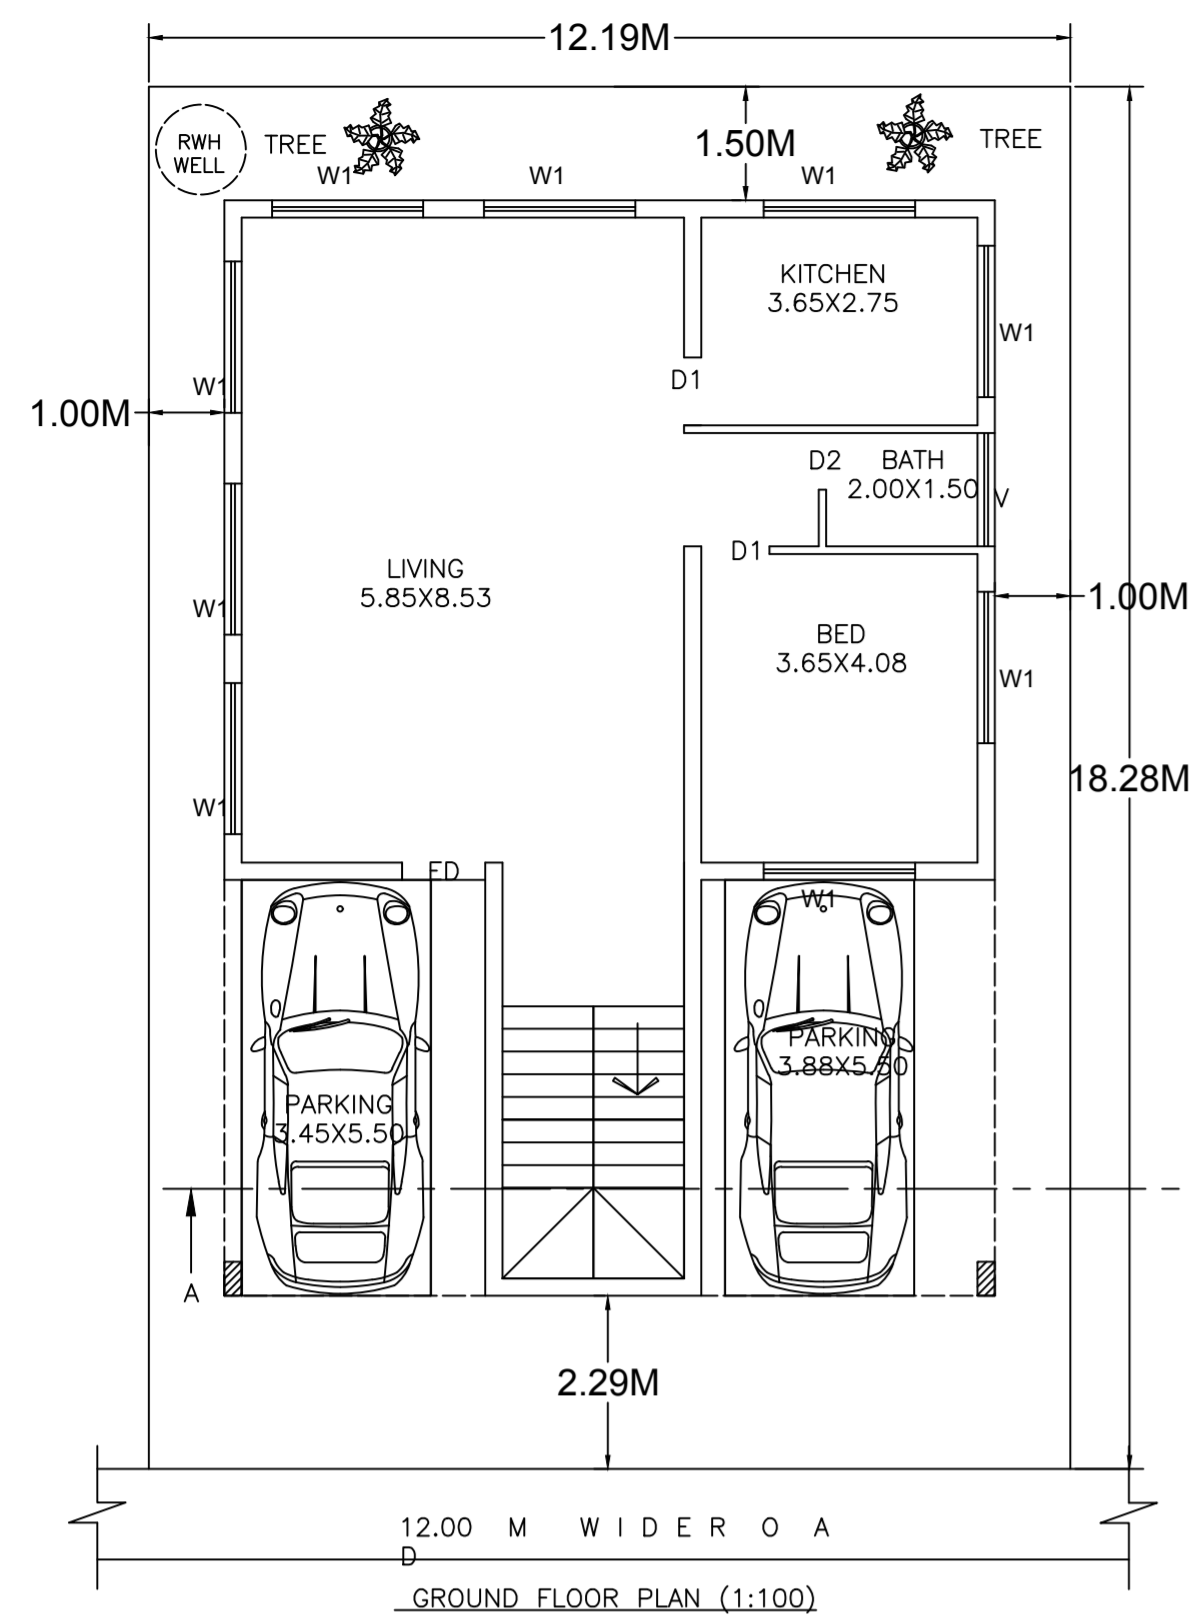 12.19M
RWH
WELL
TREE
1.50M
TREE
W1
W1
W1
KITCHEN
3.65X2.75
W1
D1
W1
1.00M
D2
BATH
2.00X1.50
V
D1
LIVING
5.85X8.53
1.00M
W1
BED
3.65X4.08
W1
18.28M
W1
ED
W1
PARKING
3.88X5.50
PARKING
3.45X5.50
A
2.29M
12.00 M WIDE R O A
D
GROUND FLOOR PLAN (1:100)